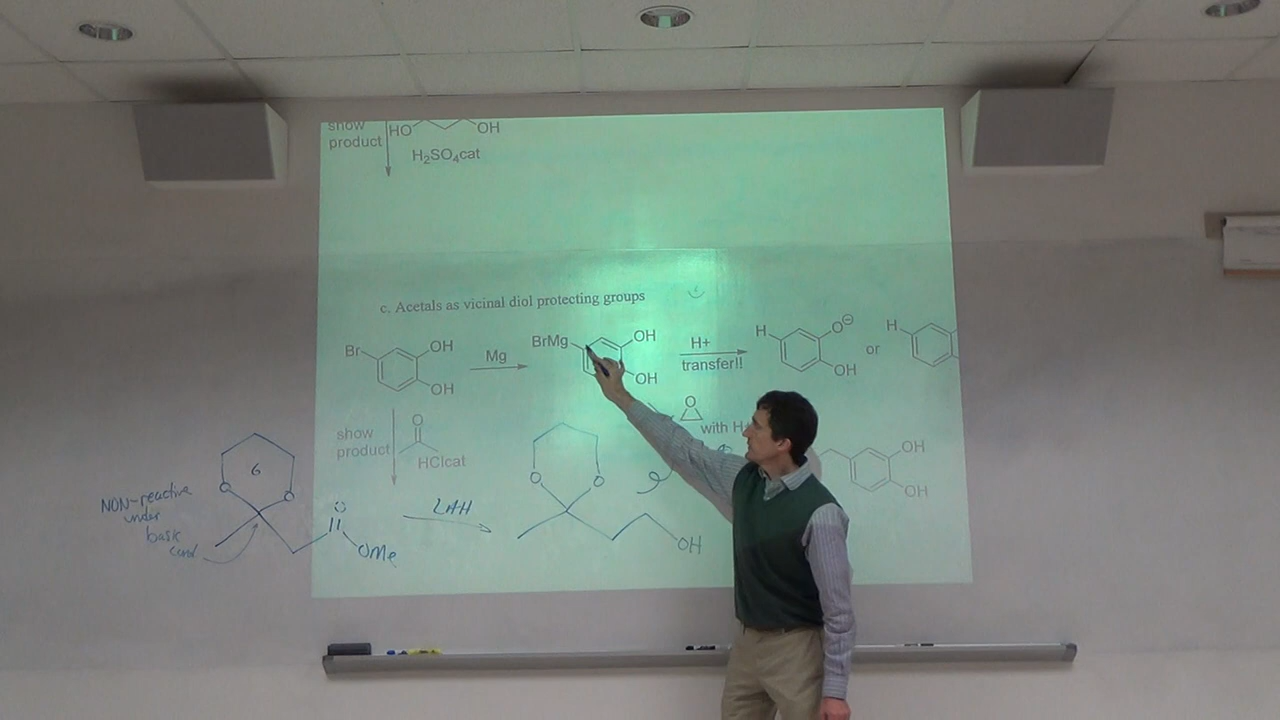 show
product
HO OH
H₂SO₄cat
c. Acetals as vicinal diol protecting groups
Br OH OH
Mg
BrMg OH OH
H+
transfer!!
H O⊖ OH
or
H
show
product
O
HClcat
O
with H
OH
OH
6
O O
NON-reactive
under
basic
cond
O
OMe
LAH
O O
OH